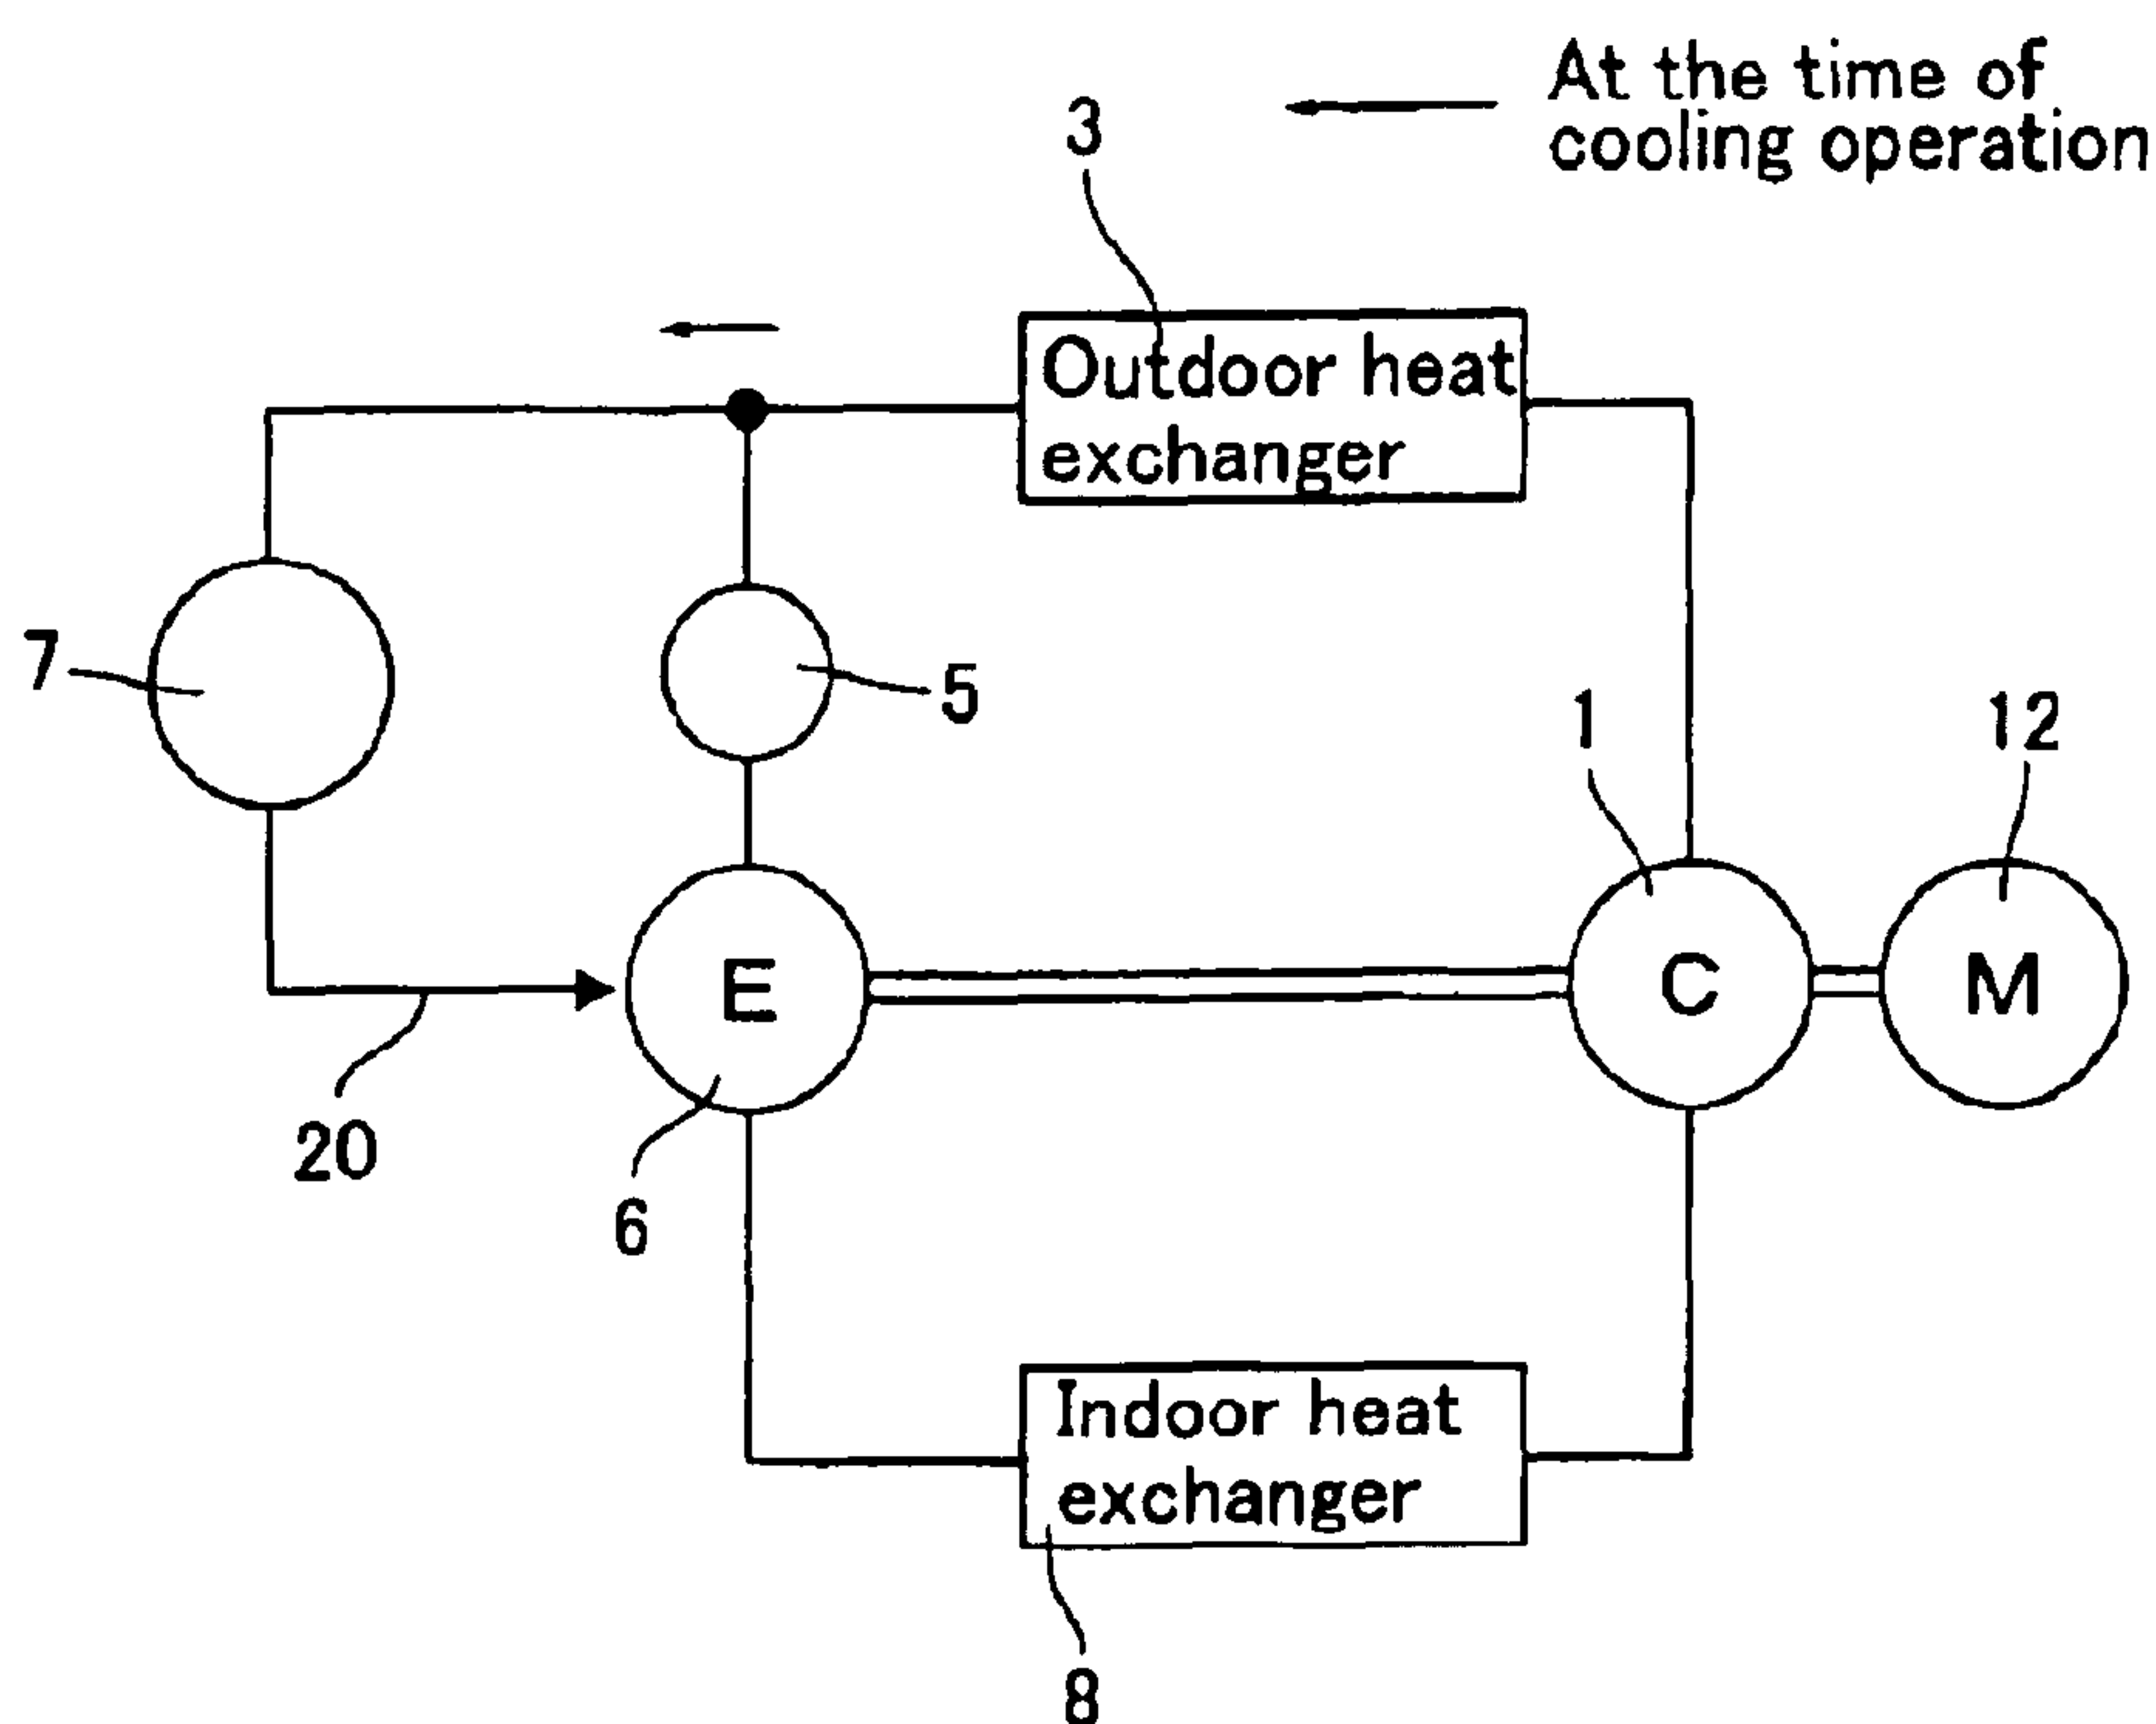 At the time of
cooling operation
3
Outdoor heat
exchanger
7
5
1
12
E
C
M
20
6
Indoor heat
exchanger
8